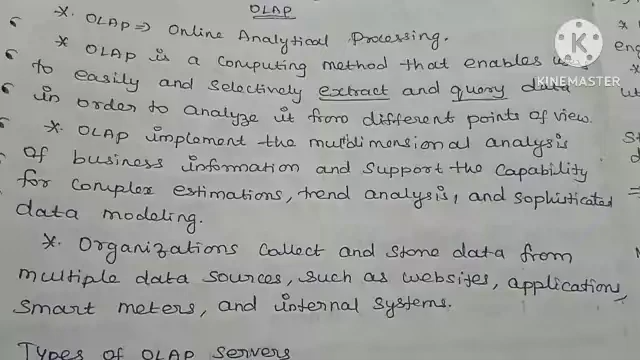 OLAP
*. OLAP ⇒ Online Analytical Processing.
* OLAP is a computing method that enables
to easily and selectively extract and query data
in order to analyze it from different points of view.
*. OLAP implement the multidimensional analysis
of business information and support the capability
for complex estimations, trend analysis, and sophisticated
data modeling.
*. Organizations collect and store data from
multiple data sources, such as websites, applications,
smart meters, and internal systems.
Types of OLAP servers
KINEMASTER